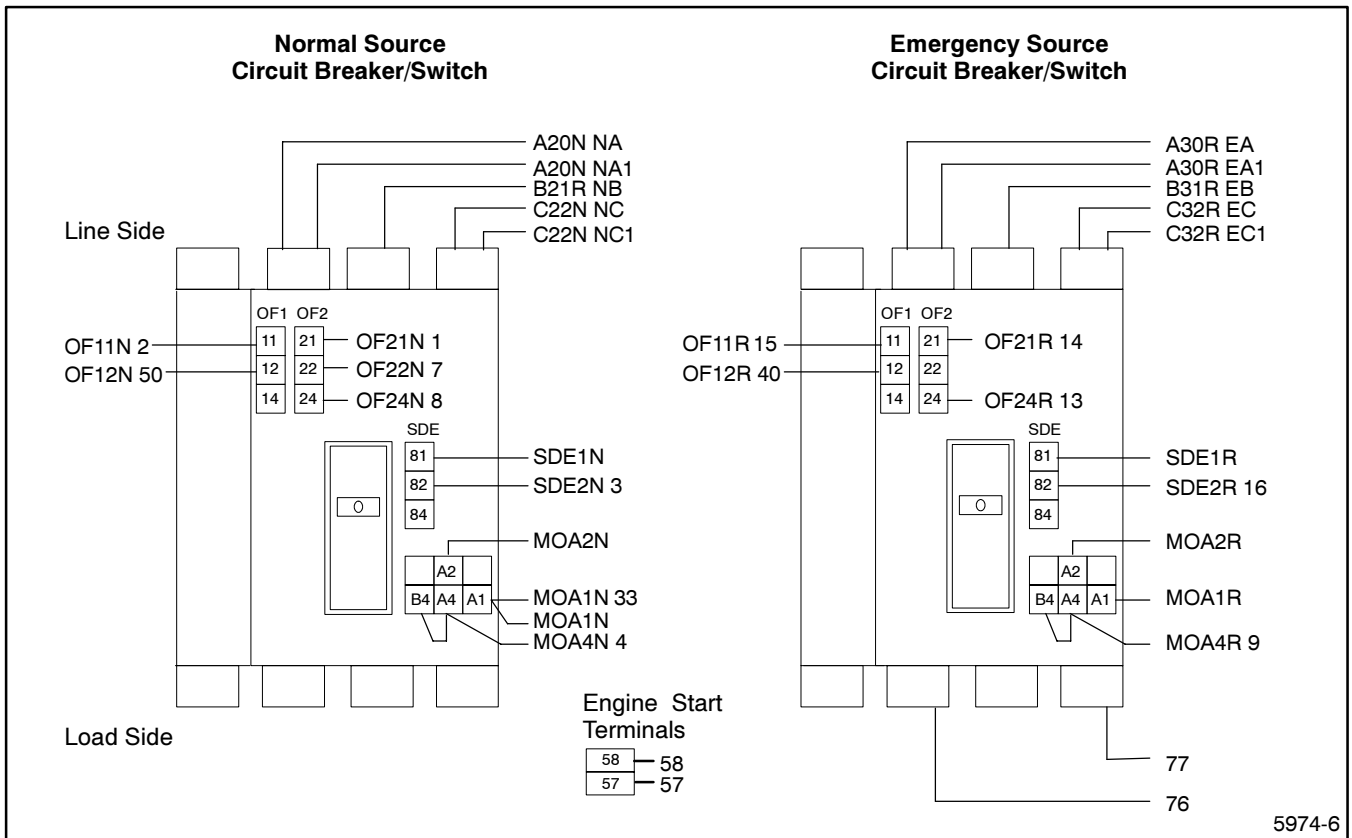 Normal Source
Circuit Breaker/Switch
A20N NA
A20N NA1
B21R NB
C22N NC
C22N NC1
Line Side
OF1 OF2
11 21 OF21N 1
OF11N 2
12 22 OF22N 7
OF12N 50
14 24 OF24N 8
SDE
81 SDE1N
82 SDE2N 3
84
0
MOA2N
A2
B4 A4 A1 MOA1N 33
MOA1N
MOA4N 4
Load Side
Engine Start
Terminals
58 58
57 57
Emergency Source
Circuit Breaker/Switch
A30R EA
A30R EA1
B31R EB
C32R EC
C32R EC1
OF1 OF2
OF11R 15 11 21 OF21R 14
OF12R 40 12 22
14 24 OF24R 13
SDE
81 SDE1R
82 SDE2R 16
84
0
MOA2R
A2
B4 A4 A1 MOA1R
MOA4R 9
77
76
5974-6